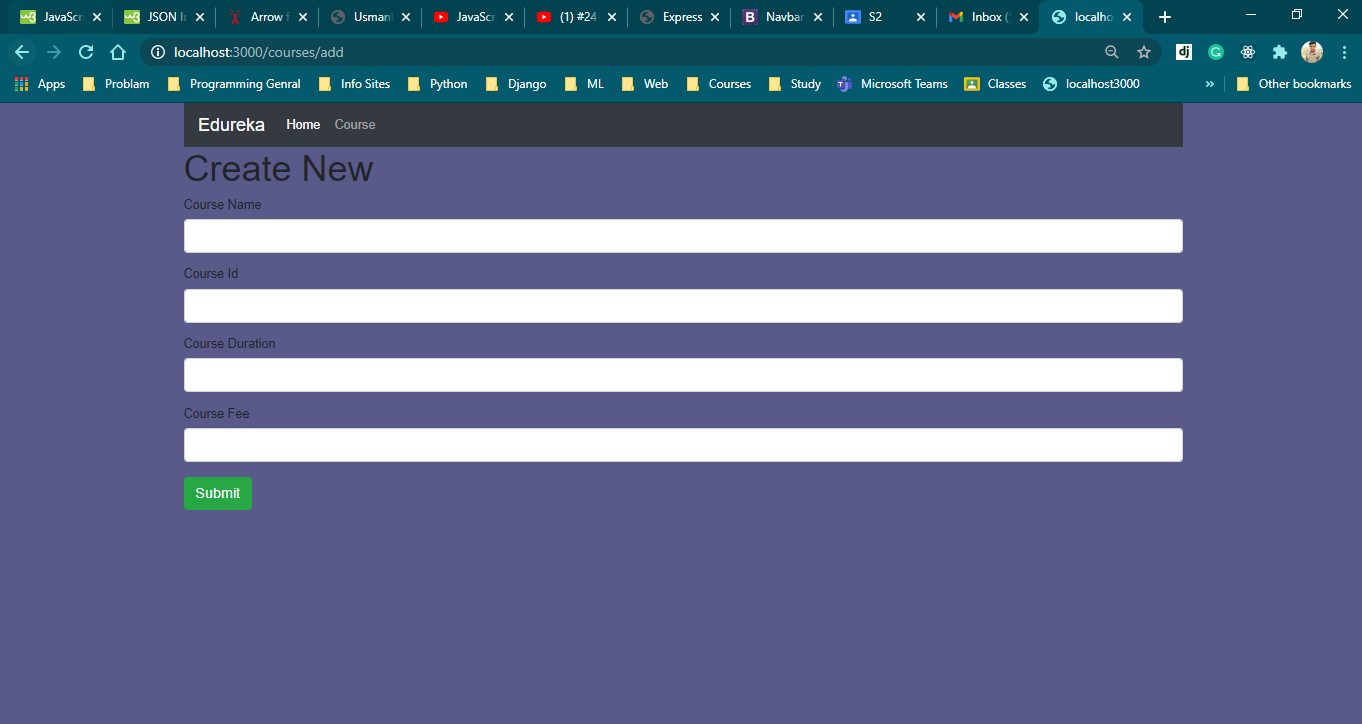 JavaScr
JSON I
Arrow f
Usman
JavaScr
(1) #24
Express
Navbar
S2
Inbox (
localho
localhost:3000/courses/add
Apps
Problam
Programming Genral
Info Sites
Python
Django
ML
Web
Courses
Study
Microsoft Teams
Classes
localhost3000
»
Other bookmarks
Edureka Home Course
Create New
Course Name
Course Id
Course Duration
Course Fee
Submit